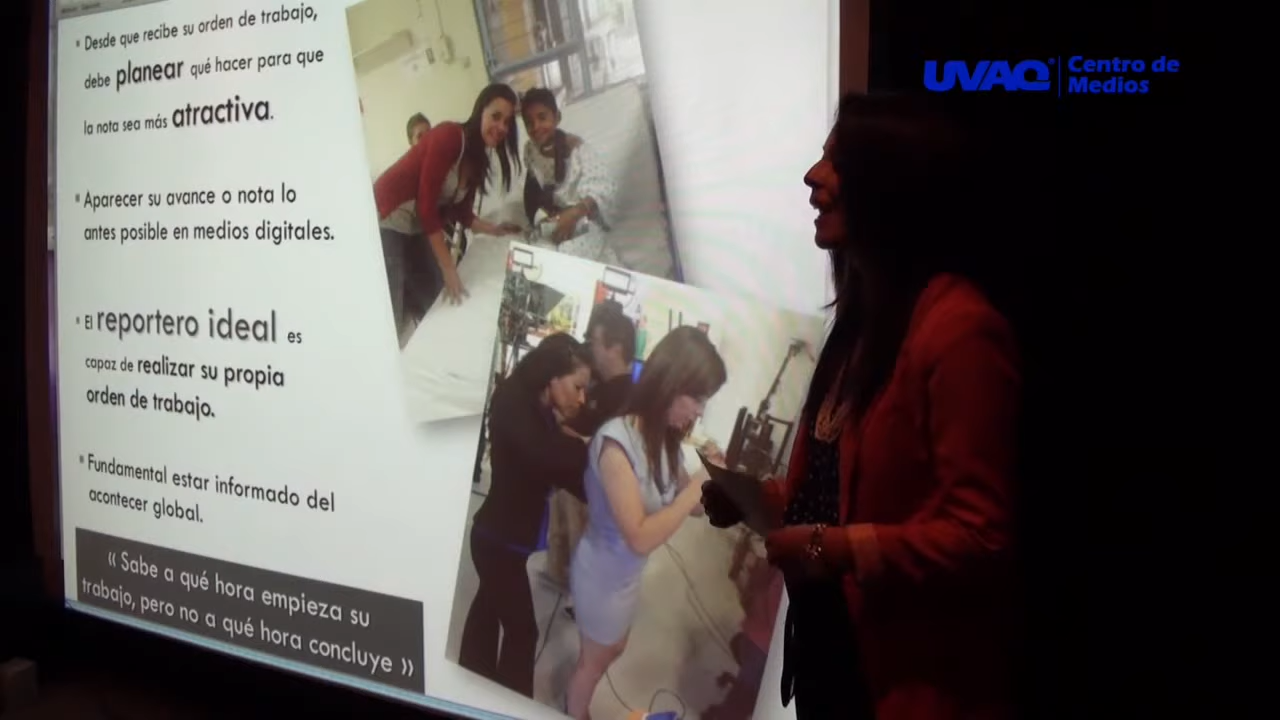 Desde que recibe su orden de trabajo,
debe planear qué hacer para que
la nota sea más atractiva.
Aparecer su avance o nota lo
antes posible en medios digitales.
El reportero ideal es
capaz de realizar su propia
orden de trabajo.
Fundamental estar informado del
acontecer global.
« Sabe a qué hora empieza su
trabajo, pero no a qué hora concluye »
UVAQ Centro de
Medios